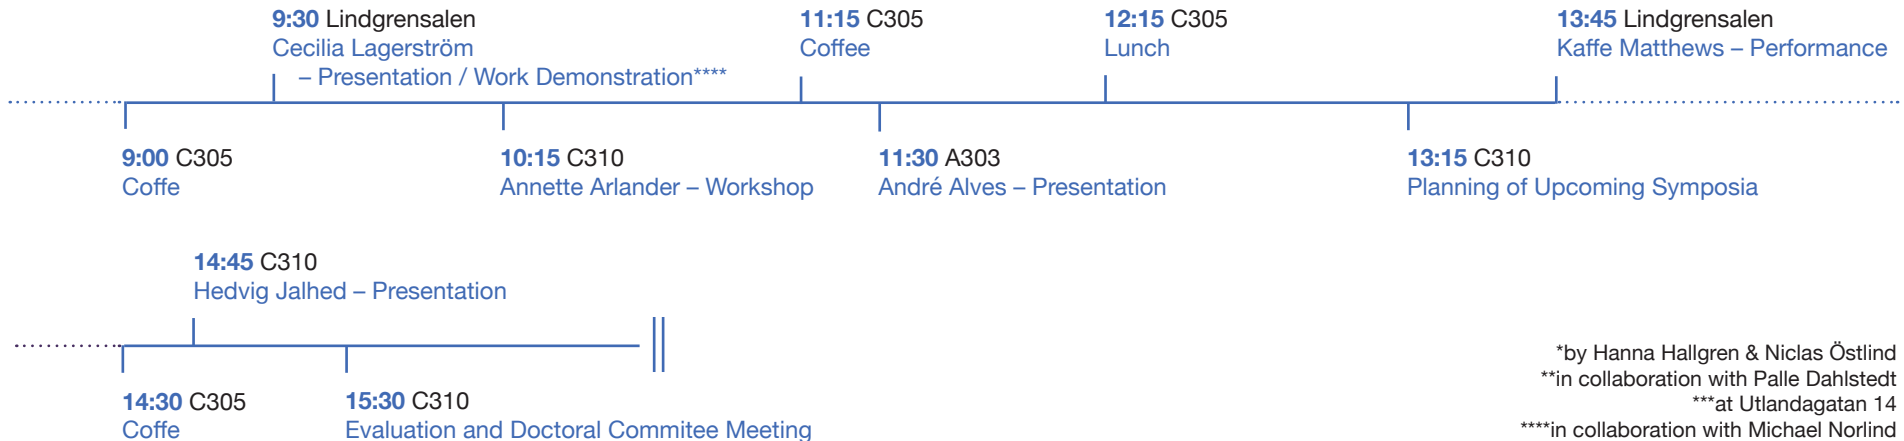 9:30 Lindgrensalen
Cecilia Lagerström
– Presentation / Work Demonstration****
11:15 C305
Coffee
12:15 C305
Lunch
13:45 Lindgrensalen
Kaffe Matthews – Performance
9:00 C305
Coffe
10:15 C310
Annette Arlander – Workshop
11:30 A303
André Alves – Presentation
13:15 C310
Planning of Upcoming Symposia
14:45 C310
Hedvig Jalhed – Presentation
14:30 C305
Coffe
15:30 C310
Evaluation and Doctoral Commitee Meeting
*by Hanna Hallgren & Niclas Östlind
**in collaboration with Palle Dahlstedt
***at Utlandagatan 14
****in collaboration with Michael Norlind